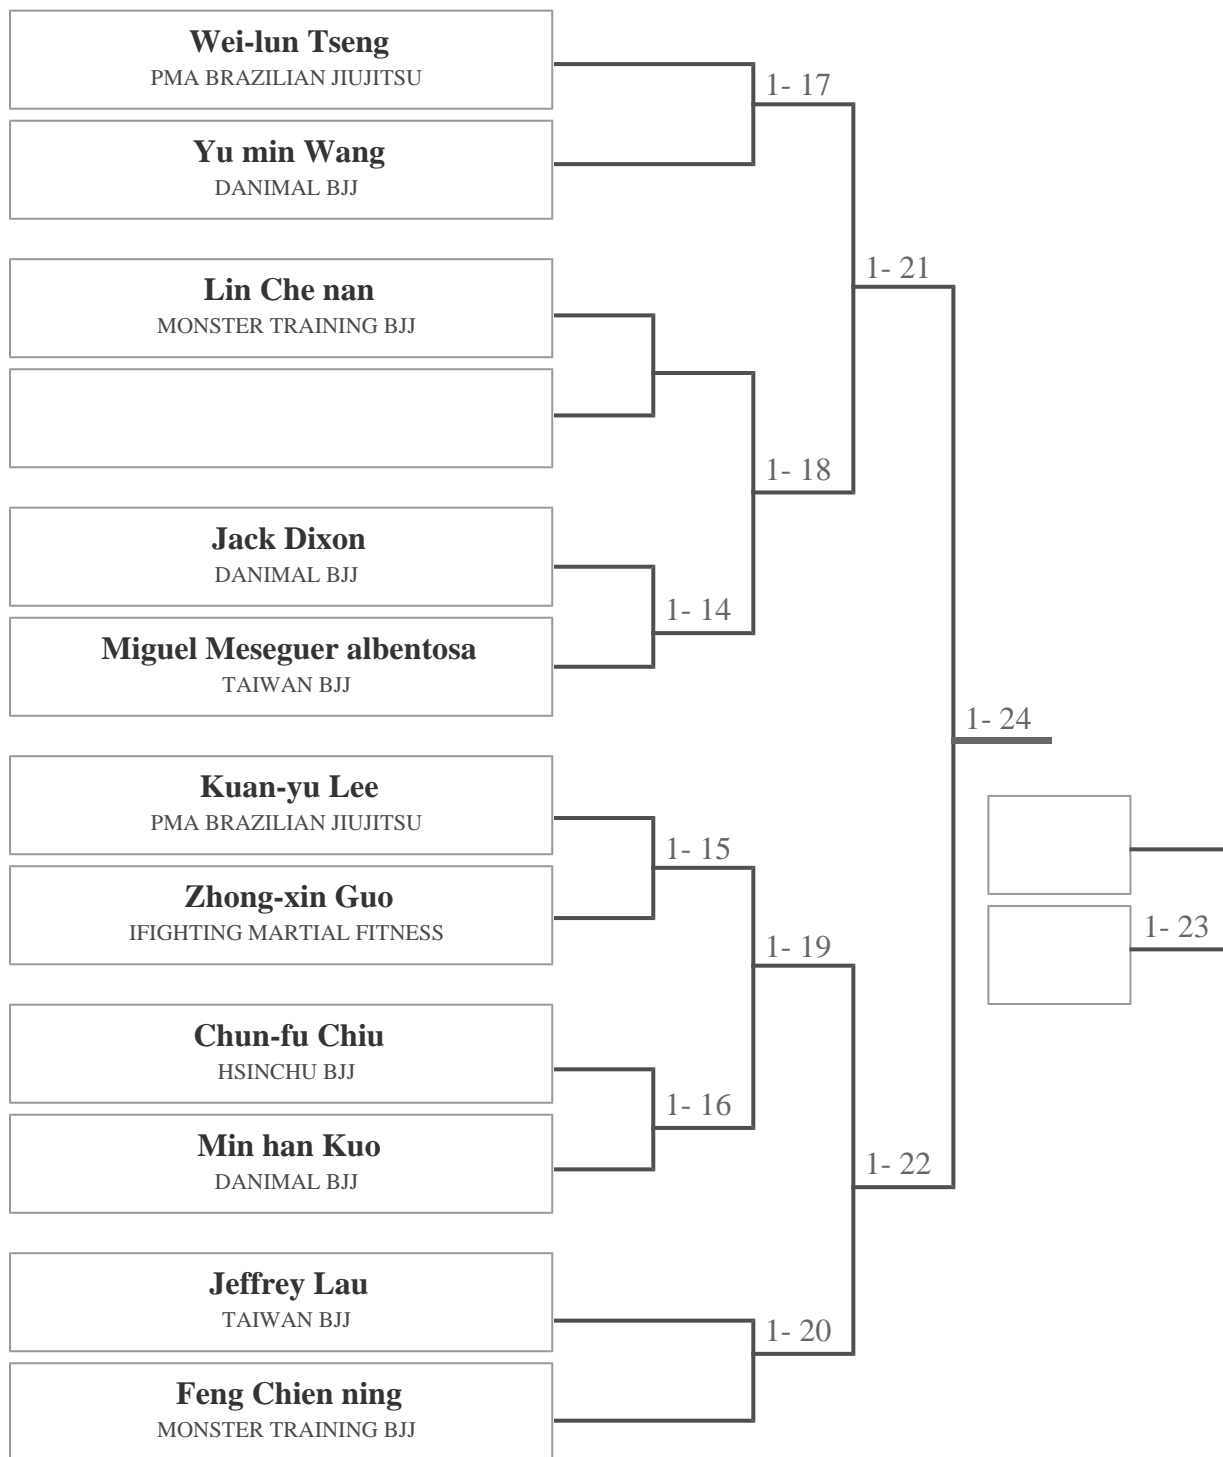 Wei-lun Tseng
PMA BRAZILIAN JIUJITSU
1- 17
Yu min Wang
DANIMAL BJJ
Lin Che nan
MONSTER TRAINING BJJ
1- 21
1- 18
Jack Dixon
DANIMAL BJJ
1- 14
Miguel Meseguer albentosa
TAIWAN BJJ
1- 24
Kuan-yu Lee
PMA BRAZILIAN JIUJITSU
1- 15
Zhong-xin Guo
IFIGHTING MARTIAL FITNESS
1- 23
1- 19
Chun-fu Chiu
HSINCHU BJJ
1- 16
Min han Kuo
DANIMAL BJJ
1- 22
Jeffrey Lau
TAIWAN BJJ
1- 20
Feng Chien ning
MONSTER TRAINING BJJ